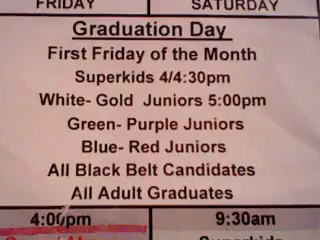 FRIDAY SATURDAY
Graduation Day
First Friday of the Month
Superkids 4/4:30pm
White- Gold Juniors 5:00pm
Green- Purple Juniors
Blue- Red Juniors
All Black Belt Candidates
All Adult Graduates
4:00pm 9:30am
Superkids